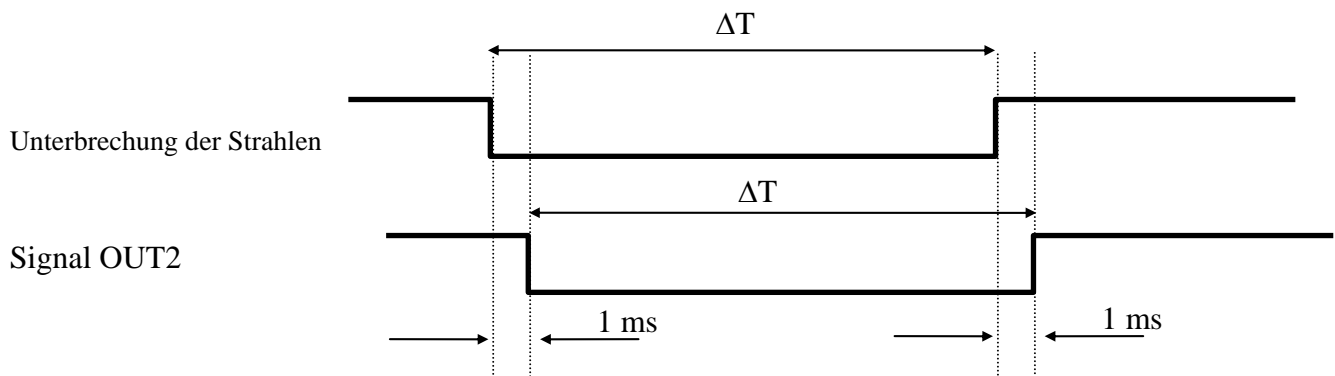 ΔT
Unterbrechung der Strahlen
ΔT
Signal OUT2
1 ms
1 ms